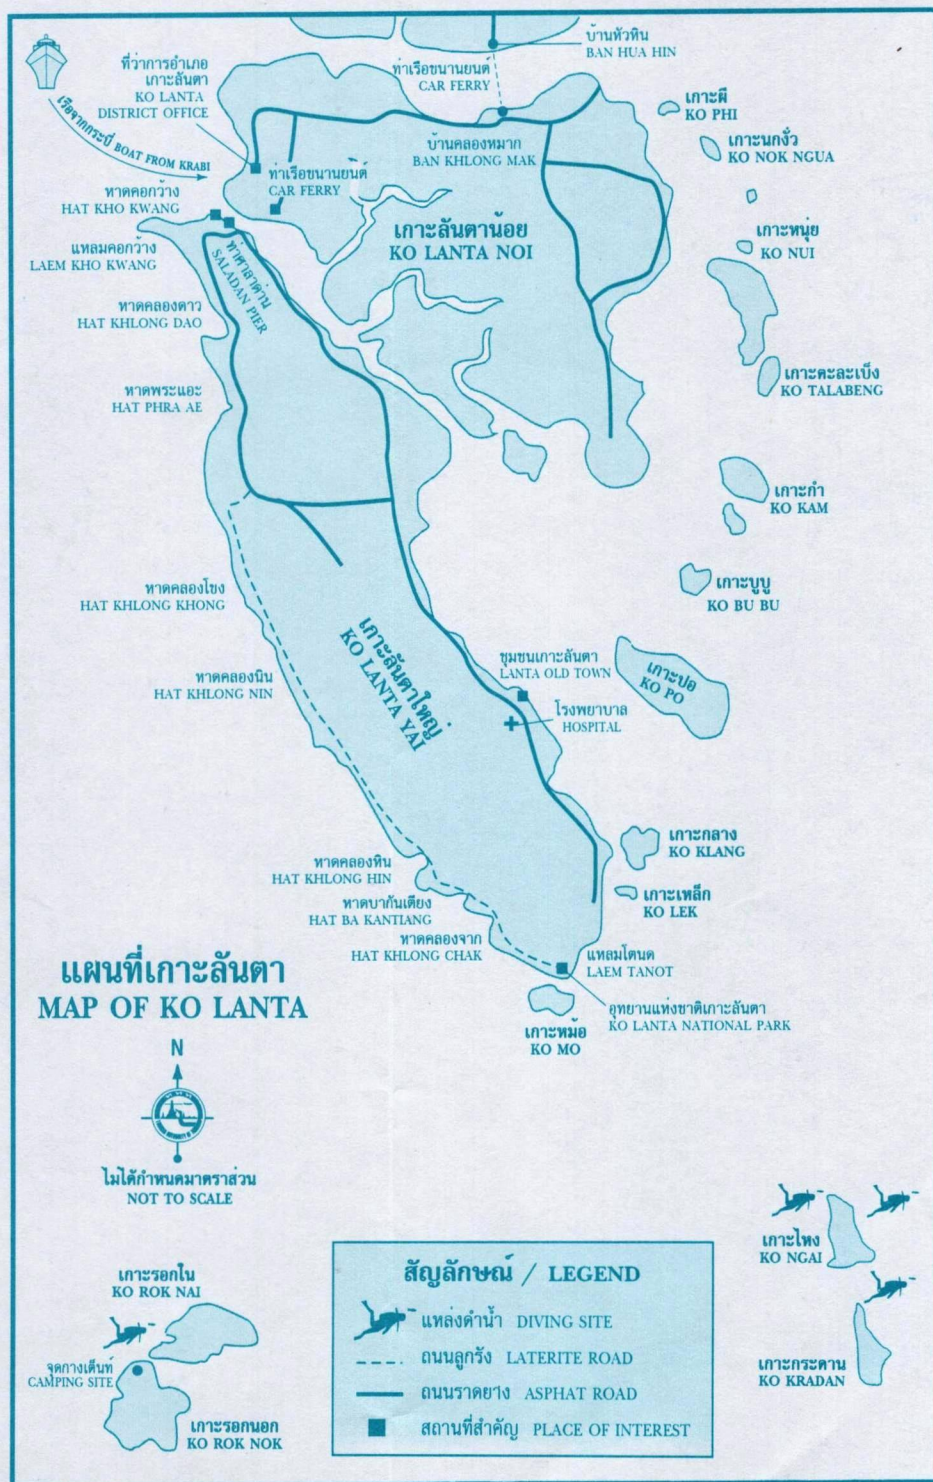 บ้านหัวหิน
BAN HUA HIN
ที่ว่าการอำเภอ
เกาะลันตา
KO LANTA
DISTRICT OFFICE
ท่าเรือขนานยนต์
CAR FERRY
เรือจากกระบี่ BOAT FROM KRABI
เกาะผี
KO PHI
เกาะนกงั่ว
KO NOK NGUA
บ้านคลองหมาก
BAN KHLONG MAK
ท่าเรือขนานยนต์
CAR FERRY
หาดคอกว้าง
HAT KHO KWANG
เกาะลันตาน้อย
KO LANTA NOI
เกาะหนุ่ย
KO NUI
แหลมคอกว้าง
LAEM KHO KWANG
ท่าศาลาด่าน
SALADAN PIER
หาดคลองดาว
HAT KHLONG DAO
เกาะตะละเบ็ง
KO TALABENG
หาดพระแอะ
HAT PHRA AE
เกาะกำ
KO KAM
เกาะบูบู
KO BU BU
หาดคลองโขง
HAT KHLONG KHONG
เกาะลันตาใหญ่
KO LANTA YAI
ชุมชนเกาะลันตา
LANTA OLD TOWN
เกาะปอ
KO PO
หาดคลองนิน
HAT KHLONG NIN
โรงพยาบาล
HOSPITAL
เกาะกลาง
KO KLANG
หาดคลองหิน
HAT KHLONG HIN
เกาะเหล็ก
KO LEK
หาดบากันเตียง
HAT BA KANTIANG
หาดคลองจาก
HAT KHLONG CHAK
แหลมโตนด
LAEM TANOT
แผนที่เกาะลันตา
MAP OF KO LANTA
อุทยานแห่งชาติเกาะลันตา
KO LANTA NATIONAL PARK
เกาะหม้อ
KO MO
N
ไม่ได้กำหนดมาตราส่วน
NOT TO SCALE
เกาะไหง
KO NGAI
เกาะรอกใน
KO ROK NAI
จุดกางเต็นท์
CAMPING SITE
เกาะรอกนอก
KO ROK NOK
เกาะกระดาน
KO KRADAN
สัญลักษณ์ / LEGEND
แหล่งดำน้ำ DIVING SITE
ถนนลูกรัง LATERITE ROAD
ถนนราดยาง ASPHAT ROAD
สถานที่สำคัญ PLACE OF INTEREST